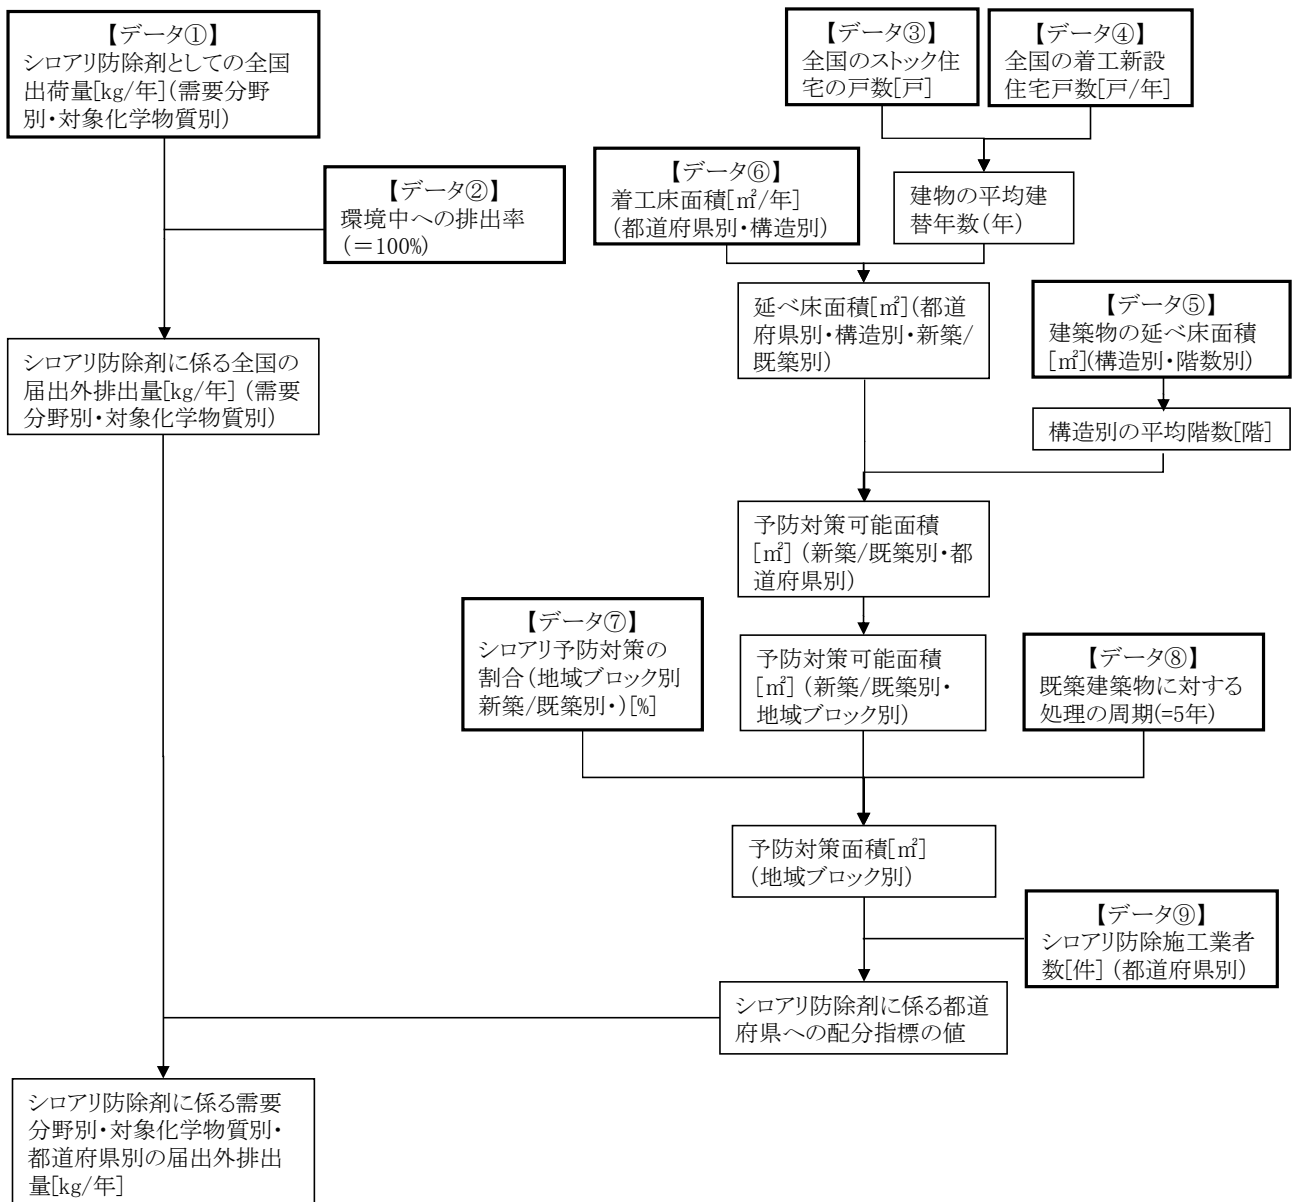 【データ①】
シロアリ防除剤としての全国
出荷量[kg/年](需要分野
別・対象化学物質別)
【データ③】
全国のストック住
宅の戸数[戸]
【データ④】
全国の着工新設
住宅戸数[戸/年]
【データ②】
環境中への排出率
(=100%)
【データ⑥】
着工床面積[㎡/年]
(都道府県別・構造別)
建物の平均建
替年数(年)
延べ床面積[㎡](都道
府県別・構造別・新築/
既築別)
【データ⑤】
建築物の延べ床面積
[㎡](構造別・階数別)
シロアリ防除剤に係る全国の
届出外排出量[kg/年] (需要
分野別・対象化学物質別)
構造別の平均階数[階]
予防対策可能面積
[㎡] (新築/既築別・都
道府県別)
【データ⑦】
シロアリ予防対策の
割合(地域ブロック別
新築/既築別・)[%]
予防対策可能面積
[㎡] (新築/既築別・
地域ブロック別)
【データ⑧】
既築建築物に対する
処理の周期(=5年)
予防対策面積[㎡]
(地域ブロック別)
【データ⑨】
シロアリ防除施工業者
数[件] (都道府県別)
シロアリ防除剤に係る都道
府県への配分指標の値
シロアリ防除剤に係る需要
分野別・対象化学物質別・
都道府県別の届出外排出
量[kg/年]